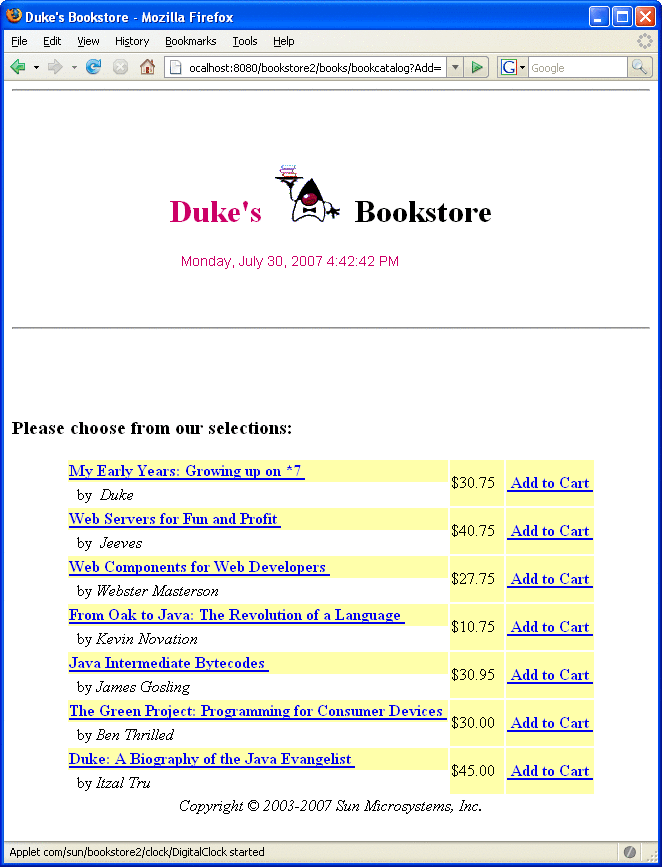 Duke's Bookstore - Mozilla Firefox
File Edit View History Bookmarks Tools Help
ocalhost:8080/bookstore2/books/bookcatalog?Add= G Google
Duke's Bookstore
Monday, July 30, 2007 4:42:42 PM
Please choose from our selections:
My Early Years: Growing up on *7
by Duke
$30.75 Add to Cart
Web Servers for Fun and Profit
by Jeeves
$40.75 Add to Cart
Web Components for Web Developers
by Webster Masterson
$27.75 Add to Cart
From Oak to Java: The Revolution of a Language
by Kevin Novation
$10.75 Add to Cart
Java Intermediate Bytecodes
by James Gosling
$30.95 Add to Cart
The Green Project: Programming for Consumer Devices
by Ben Thrilled
$30.00 Add to Cart
Duke: A Biography of the Java Evangelist
by Itzal Tru
$45.00 Add to Cart
Copyright © 2003-2007 Sun Microsystems, Inc.
Applet com/sun/bookstore2/clock/DigitalClock started